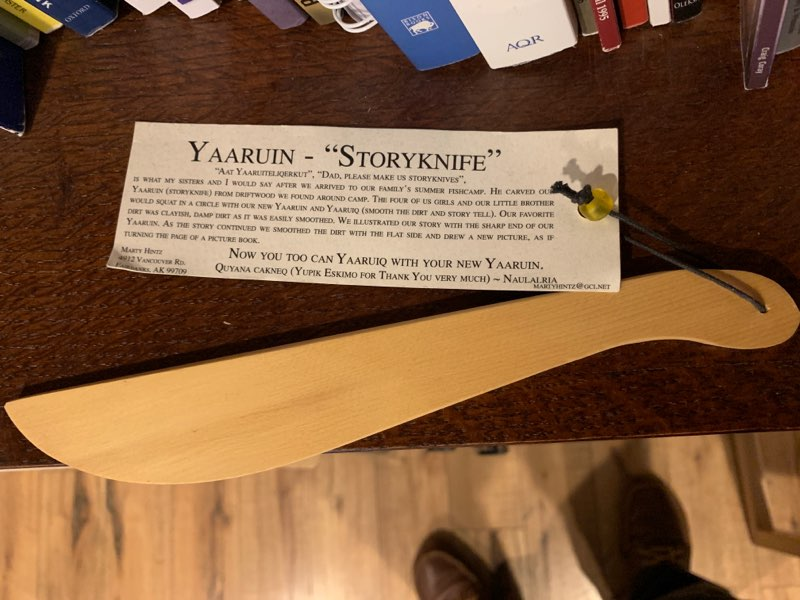 OXFORD
AQR
1995
OLEK
Craig Guray
YAARUIN - “STORYKNIFE”
“AAT YAARUITELIQERKUT”, “DAD, PLEASE MAKE US STORYKNIVES”,
IS WHAT MY SISTERS AND I WOULD SAY AFTER WE ARRIVED TO OUR FAMILY’S SUMMER FISHCAMP. HE CARVED OUR
YAARUIN (STORYKNIFE) FROM DRIFTWOOD WE FOUND AROUND CAMP. THE FOUR OF US GIRLS AND OUR LITTLE BROTHER
WOULD SQUAT IN A CIRCLE WITH OUR NEW YAARUIN AND YAARUIQ (SMOOTH THE DIRT AND STORY TELL). OUR FAVORITE
DIRT WAS CLAYISH, DAMP DIRT AS IT WAS EASILY SMOOTHED. WE ILLUSTRATED OUR STORY WITH THE SHARP END OF OUR
YAARUIN. AS THE STORY CONTINUED WE SMOOTHED THE DIRT WITH THE FLAT SIDE AND DREW A NEW PICTURE, AS IF
TURNING THE PAGE OF A PICTURE BOOK.
MARTY HINTZ
4912 VANCOUVER RD.
FAIRBANKS, AK 99709
NOW YOU TOO CAN YAARUIQ WITH YOUR NEW YAARUIN.
QUYANA CAKNEQ (YUPIK ESKIMO FOR THANK YOU VERY MUCH) ~ NAULALRIA
MARTYHINTZ@GCI.NET